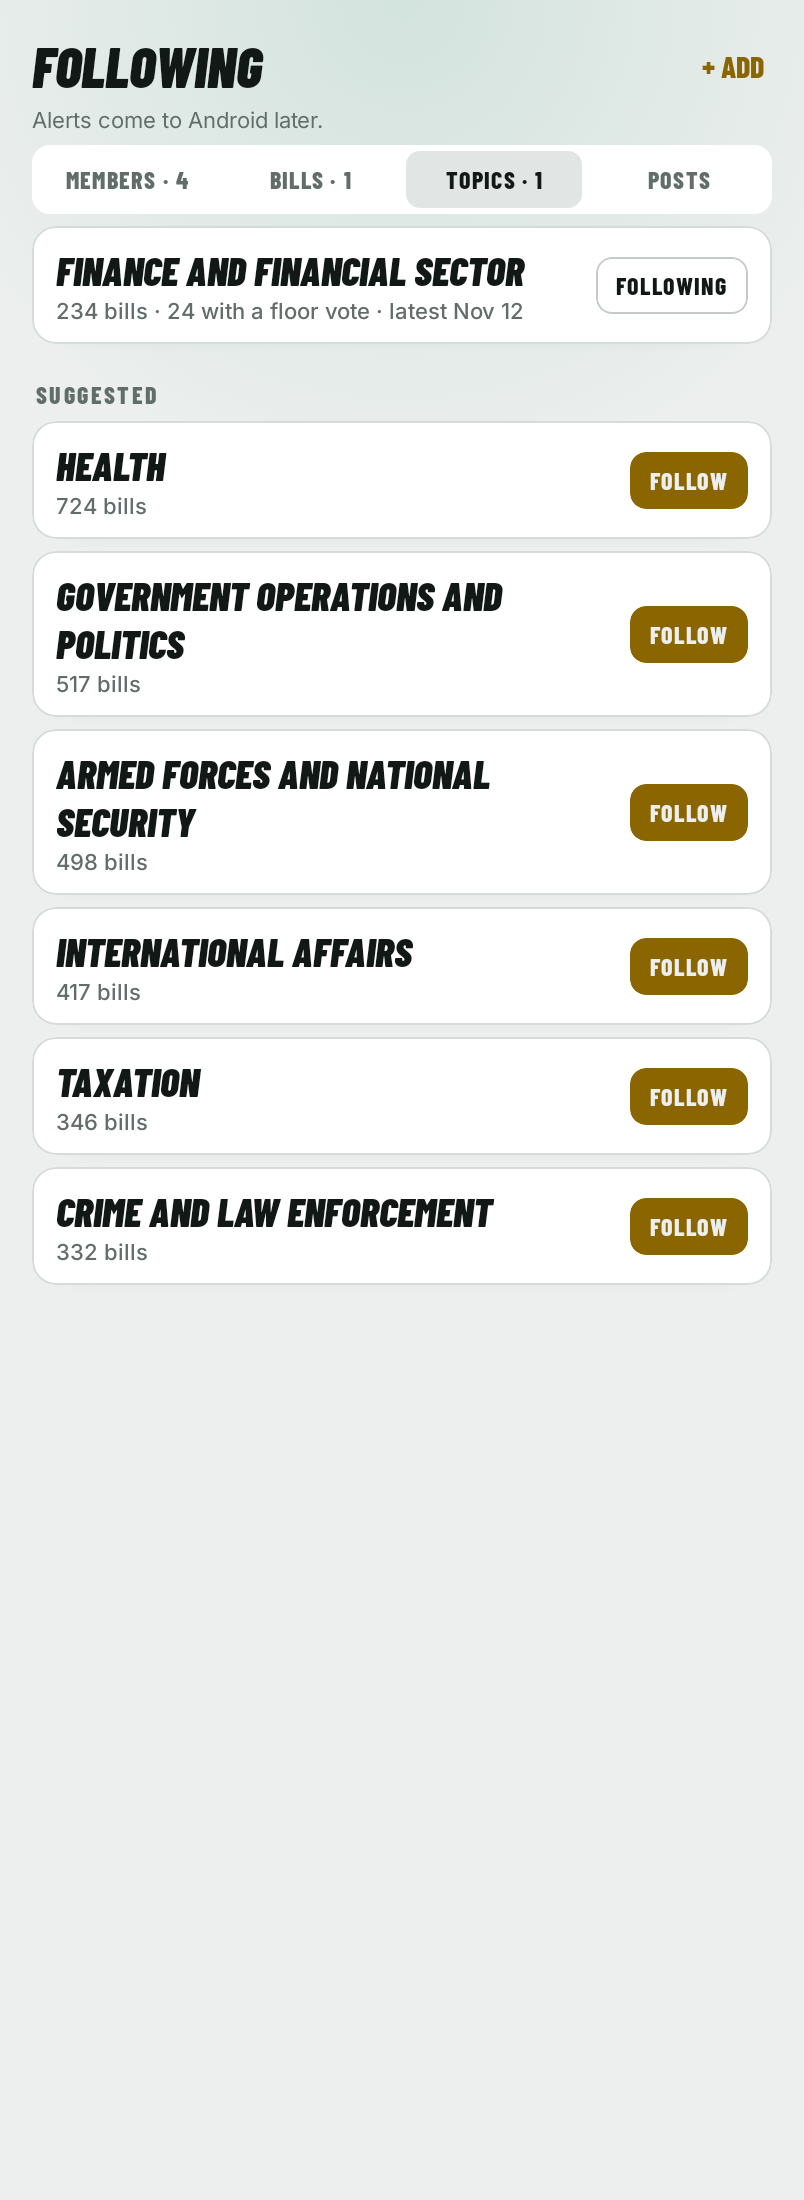 FOLLOWING
+ ADD
Alerts come to Android later.
MEMBERS · 4
BILLS · 1
TOPICS · 1
POSTS
FINANCE AND FINANCIAL SECTOR
234 bills · 24 with a floor vote · latest Nov 12
FOLLOWING
SUGGESTED
HEALTH
724 bills
FOLLOW
GOVERNMENT OPERATIONS AND
POLITICS
517 bills
FOLLOW
ARMED FORCES AND NATIONAL
SECURITY
498 bills
FOLLOW
INTERNATIONAL AFFAIRS
417 bills
FOLLOW
TAXATION
346 bills
FOLLOW
CRIME AND LAW ENFORCEMENT
332 bills
FOLLOW